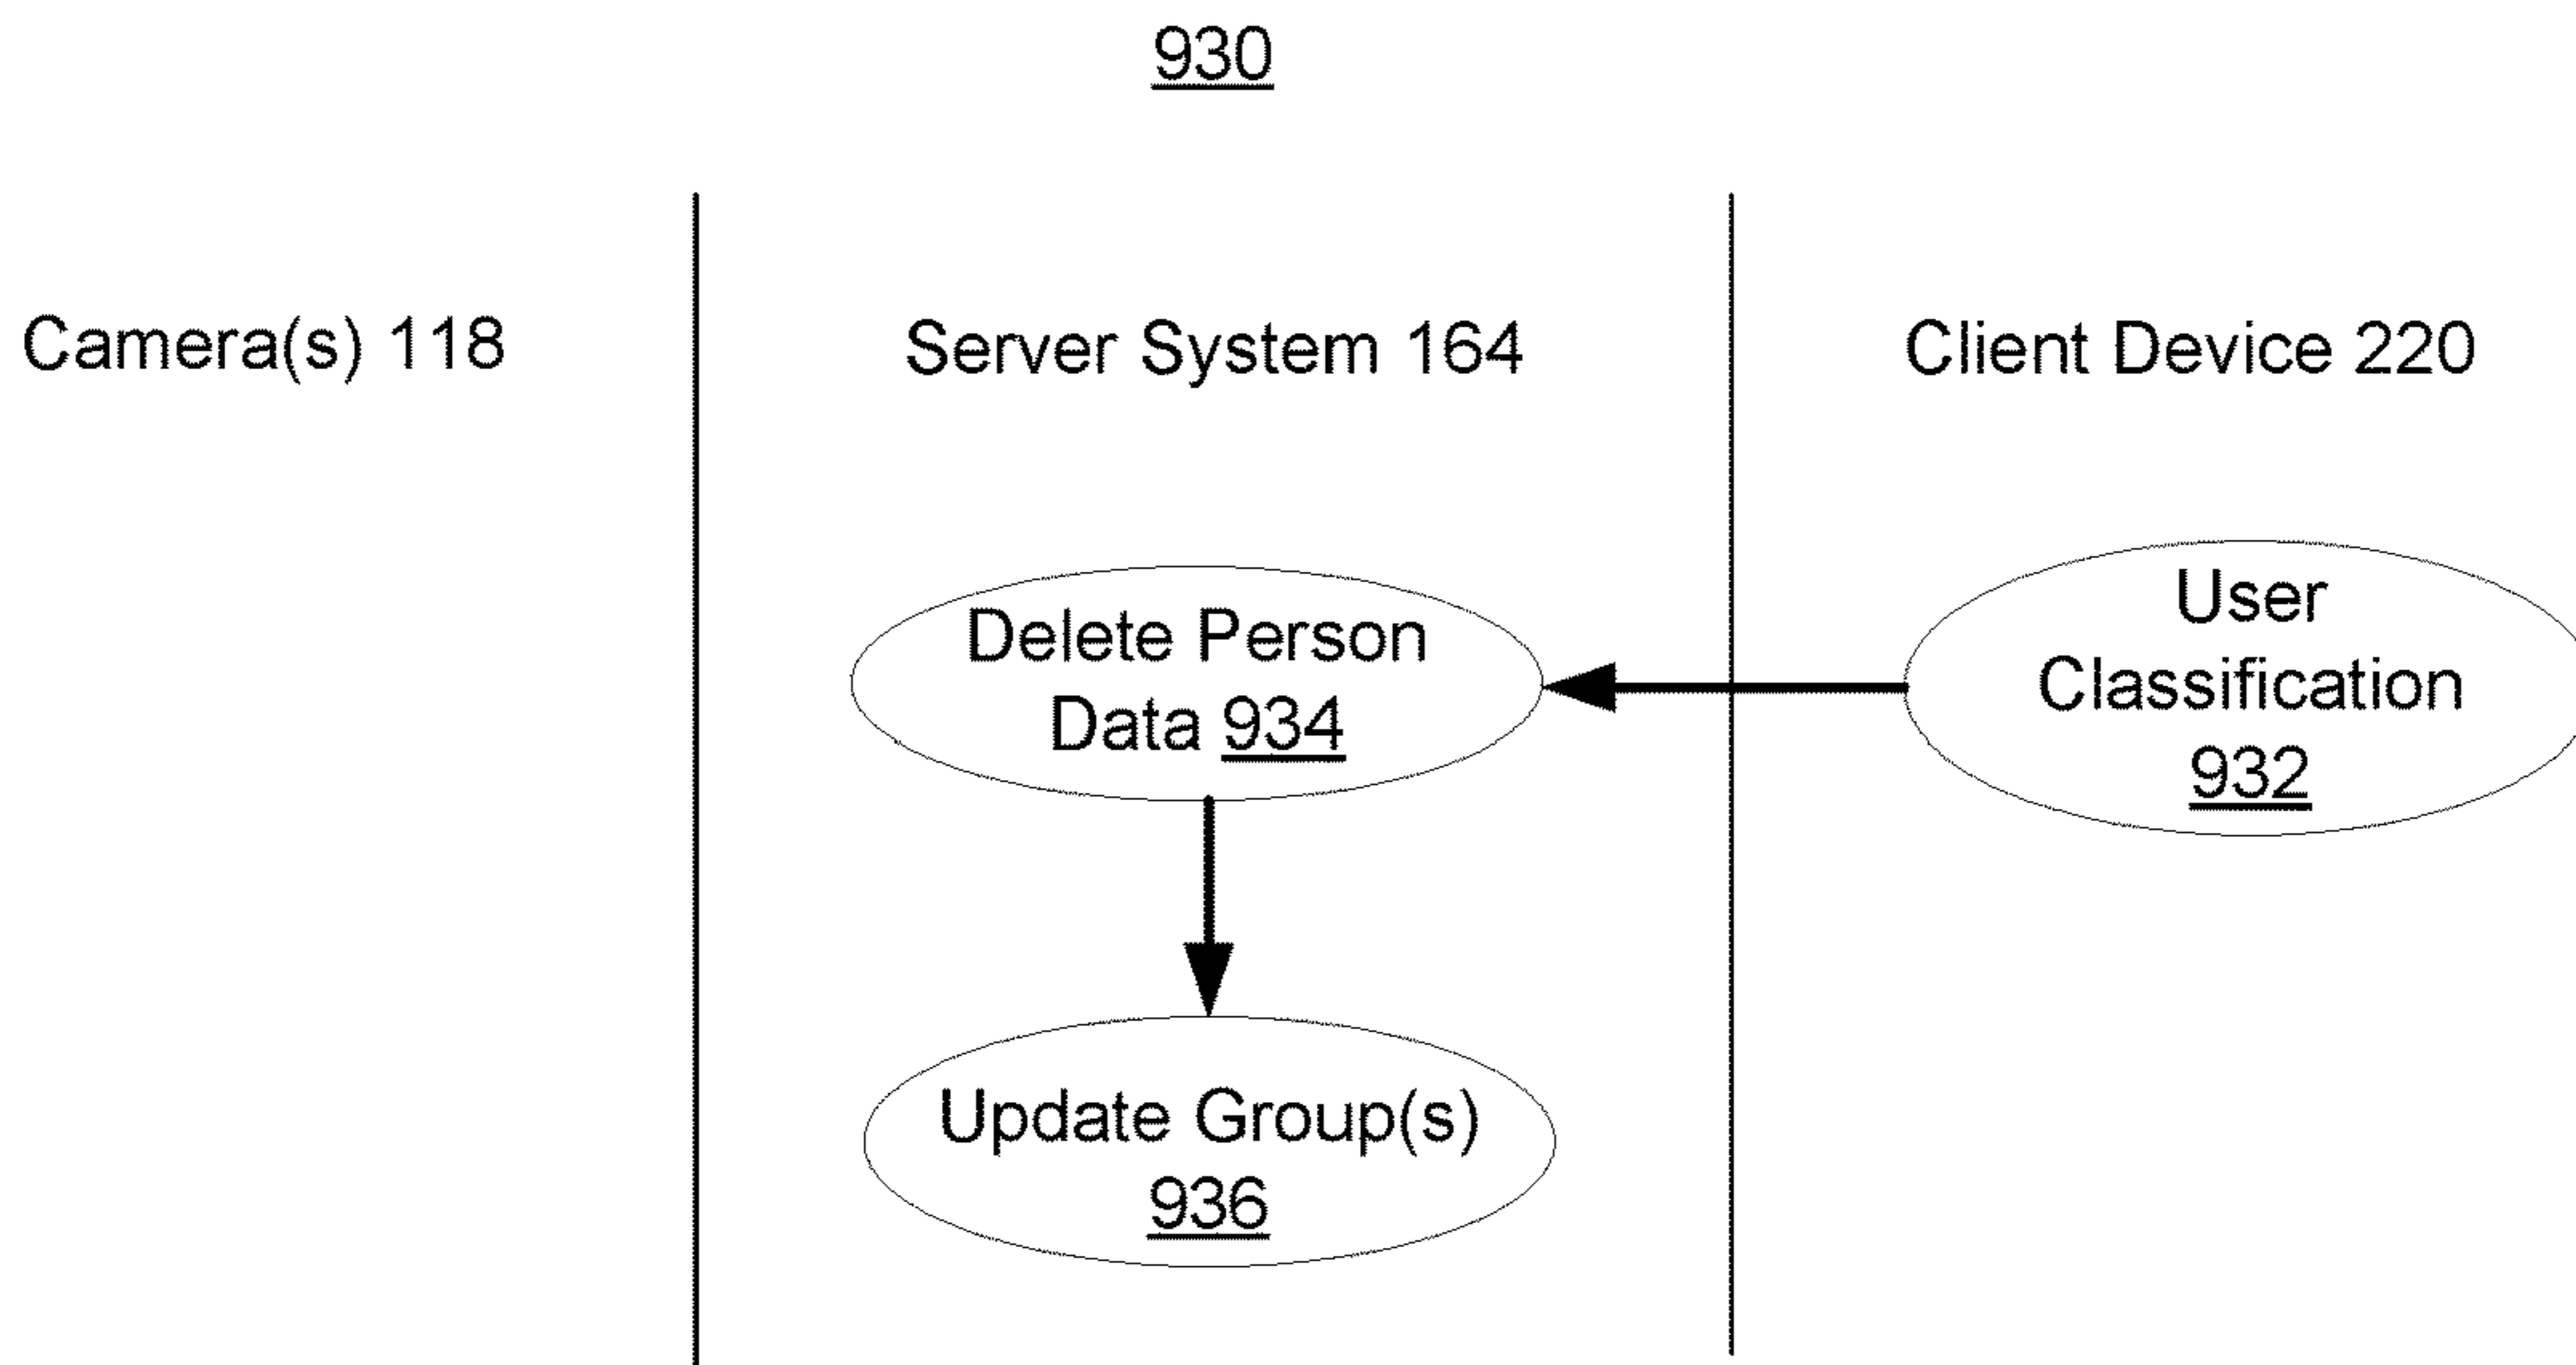 930
Camera(s) 118
Server System 164
Client Device 220
Delete Person
Data 934
User
Classification
932
Update Group(s)
936